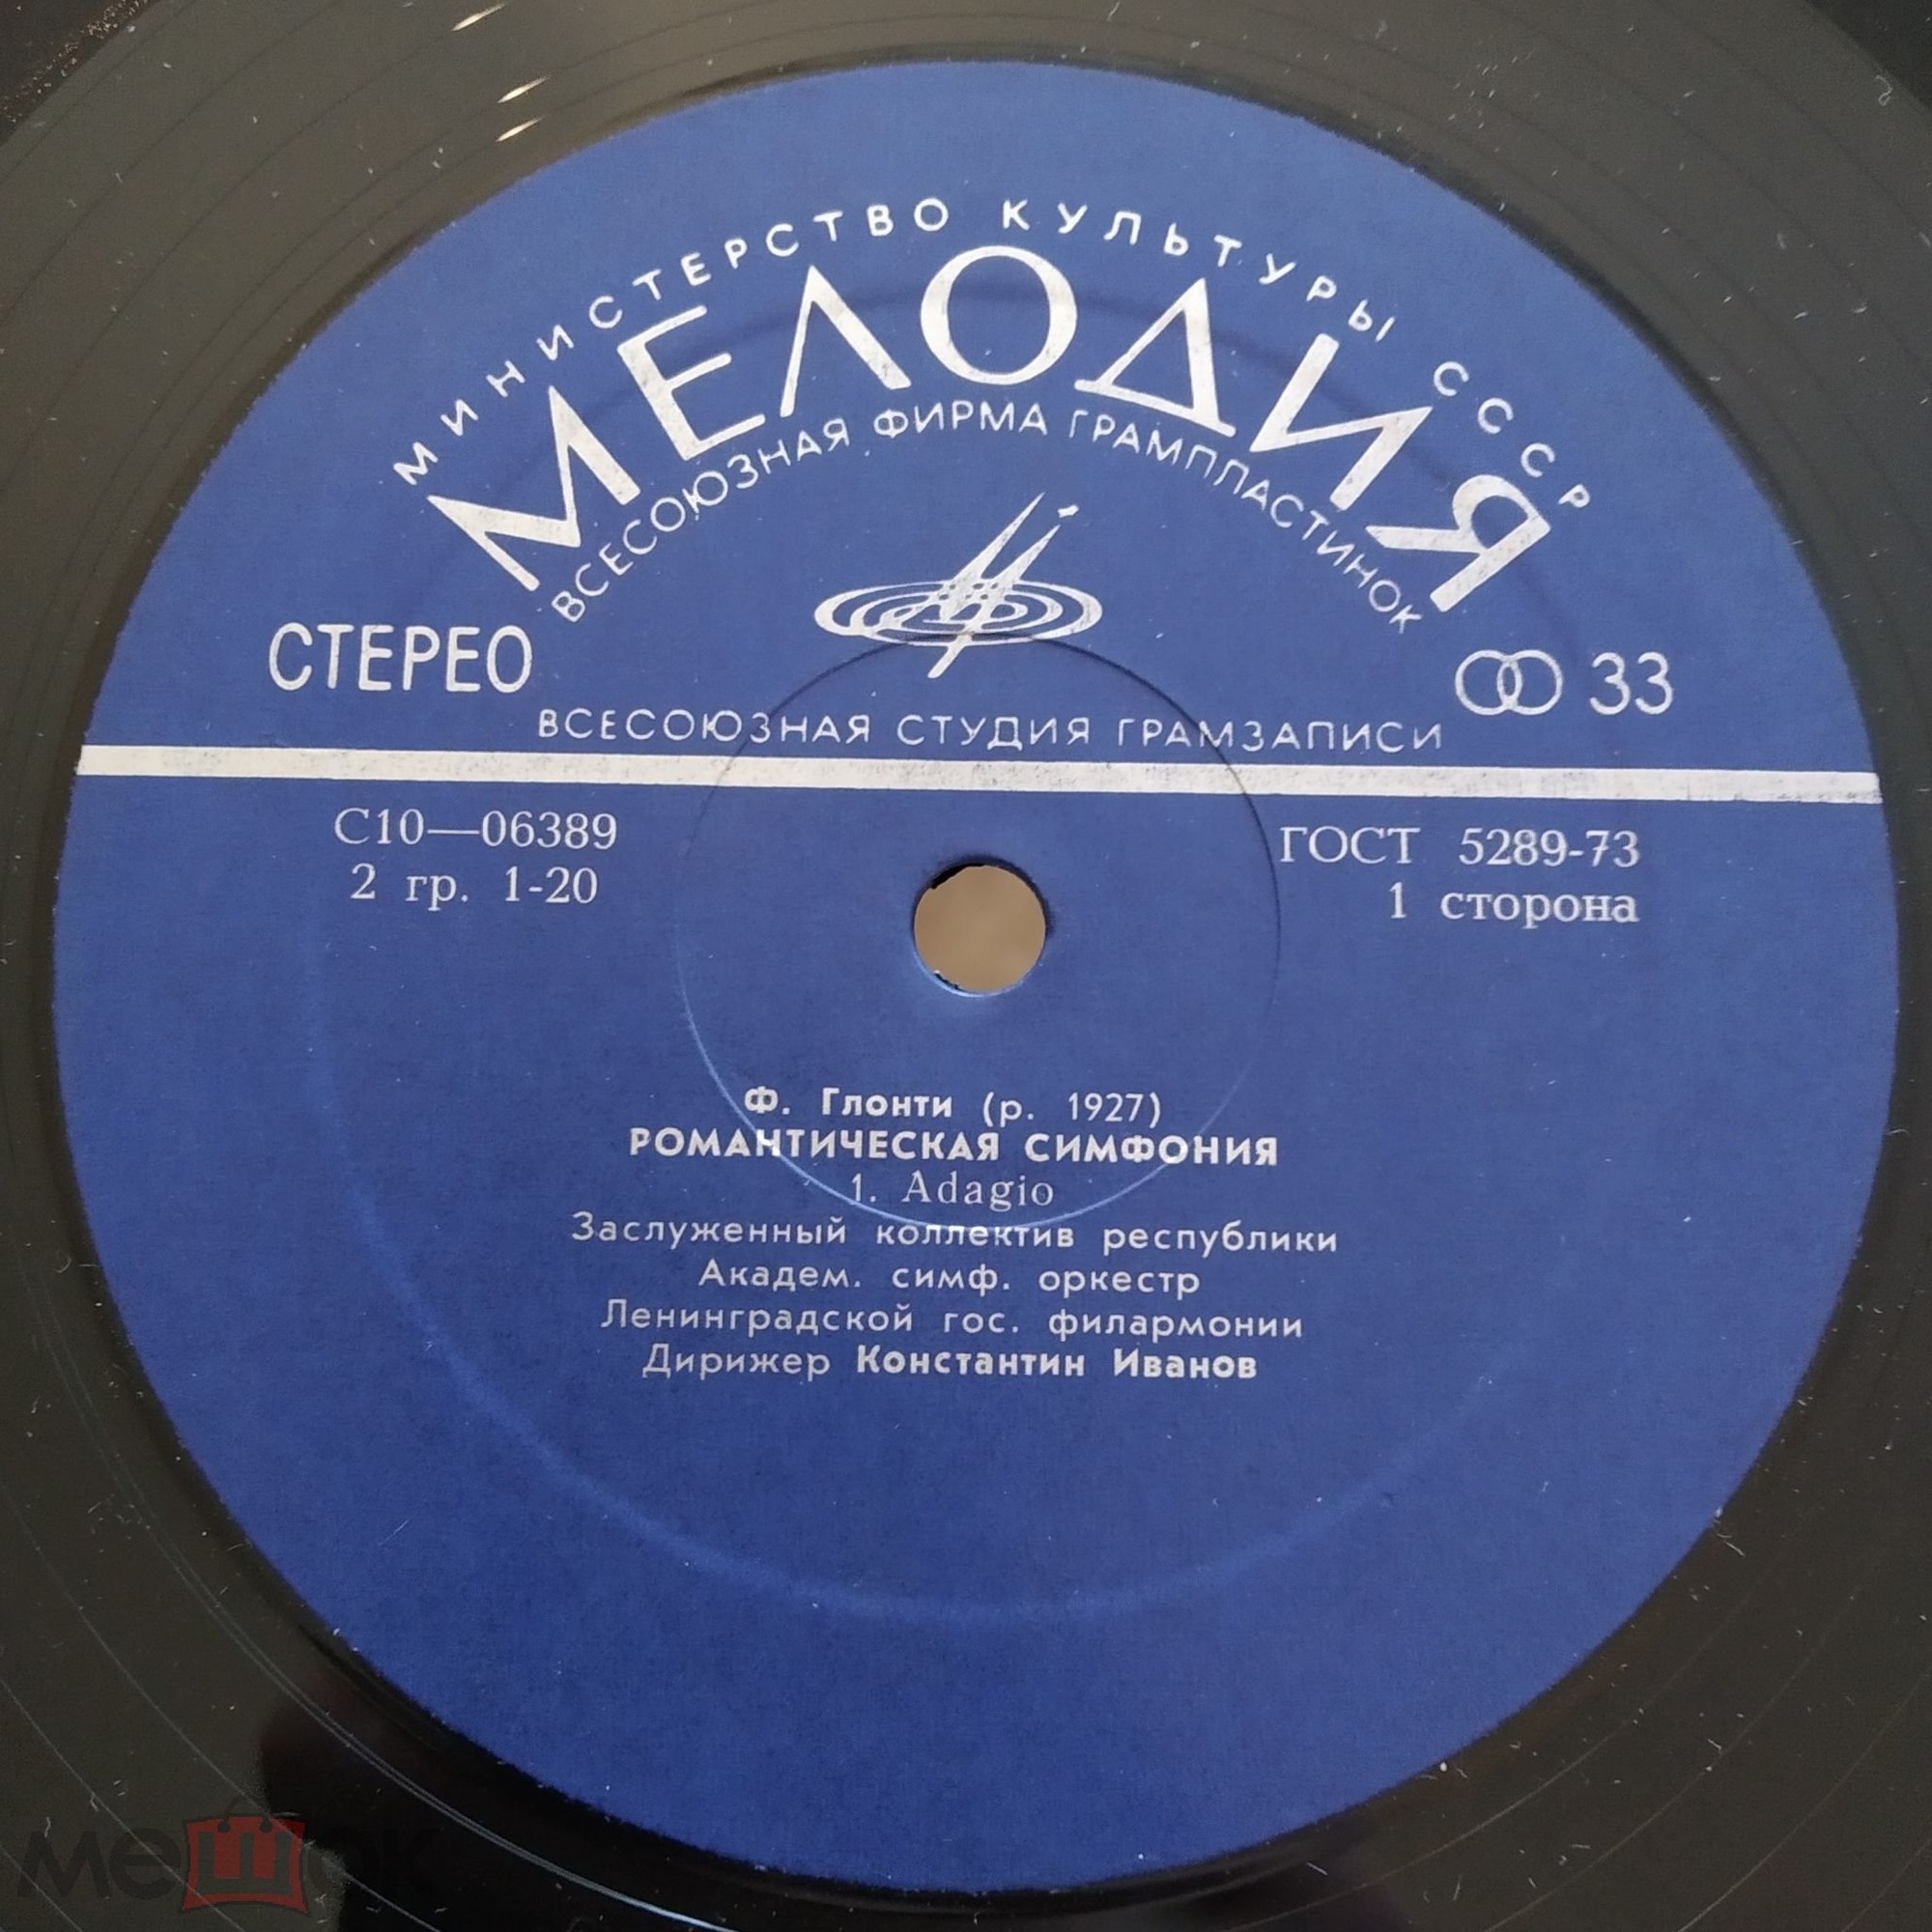 МИНИСТЕРСТВО КУЛЬТУРЫ СССР
МЕЛОДИЯ
ВСЕСОЮЗНАЯ ФИРМА ГРАМПЛАСТИНОК
СТЕРЕО
33
ВСЕСОЮЗНАЯ СТУДИЯ ГРАМЗАПИСИ
С10—06389
ГОСТ 5289-73
2 гр. 1-20
1 сторона
Ф. Глонти (р. 1927)
РОМАНТИЧЕСКАЯ СИМФОНИЯ
1. Adagio
Заслуженный коллектив республики
Академ. симф. оркестр
Ленинградской гос. филармонии
Дирижер Константин Иванов
мешок